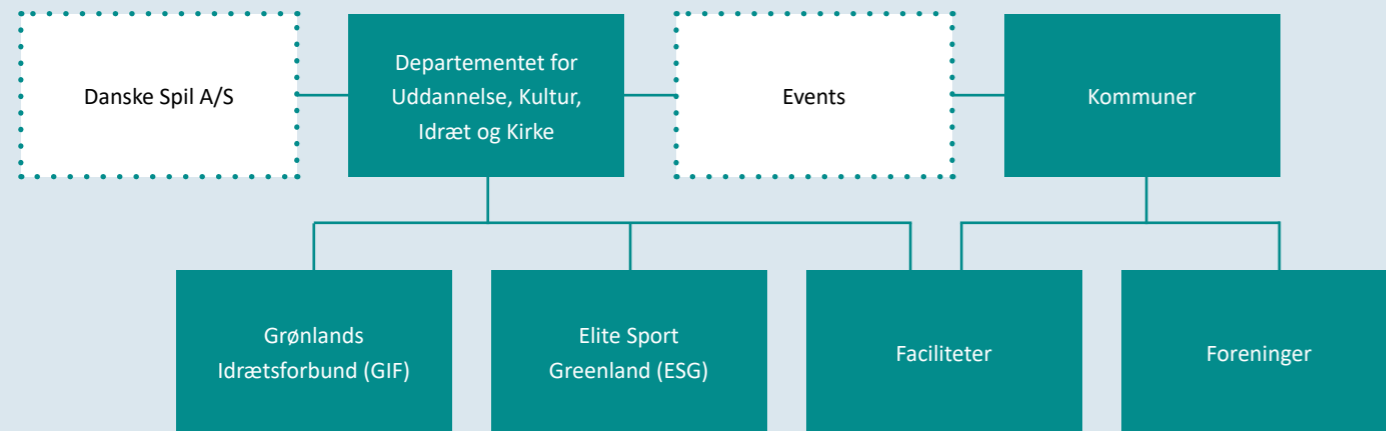 Danske Spil A/S
Departementet for
Uddannelse, Kultur,
Idræt og Kirke
Events
Kommuner
Grønlands
Idrætsforbund (GIF)
Elite Sport
Greenland (ESG)
Faciliteter
Foreninger